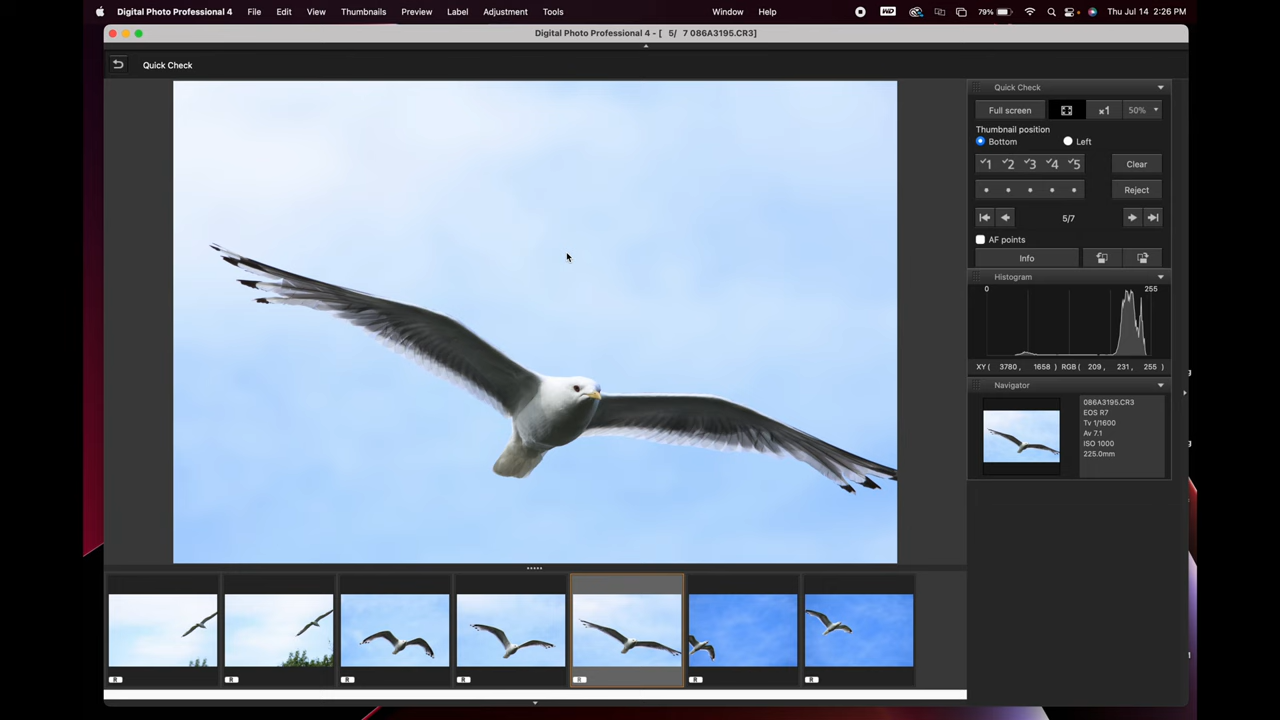 Digital Photo Professional 4 File Edit View Thumbnails Preview Label Adjustment Tools Window Help WD 79% Thu Jul 14 2:26 PM
Digital Photo Professional 4 - [ 5/ 7 086A3195.CR3]
Quick Check
Quick Check
Full screen x1 50%
Thumbnail position
Bottom Left
1 2 3 4 5 Clear
Reject
5/7
AF points
Info
Histogram
0 255
XY( 3780, 1658 ) RGB( 209, 231, 255 )
Navigator
086A3195.CR3
EOS R7
Tv 1/1600
Av 7.1
ISO 1000
225.0mm
R R R R R R R